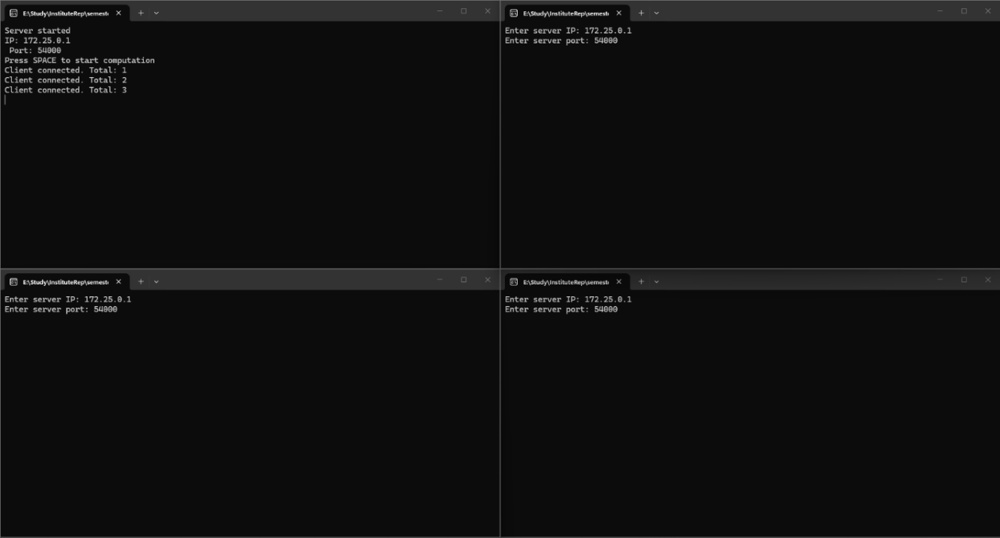 E:\Study\InstituteRep\semest
Server started
IP: 172.25.0.1
Port: 54000
Press SPACE to start computation
Client connected. Total: 1
Client connected. Total: 2
Client connected. Total: 3
E:\Study\InstituteRep\semest
Enter server IP: 172.25.0.1
Enter server port: 54000
E:\Study\InstituteRep\semest
Enter server IP: 172.25.0.1
Enter server port: 54000
E:\Study\InstituteRep\semest
Enter server IP: 172.25.0.1
Enter server port: 54000